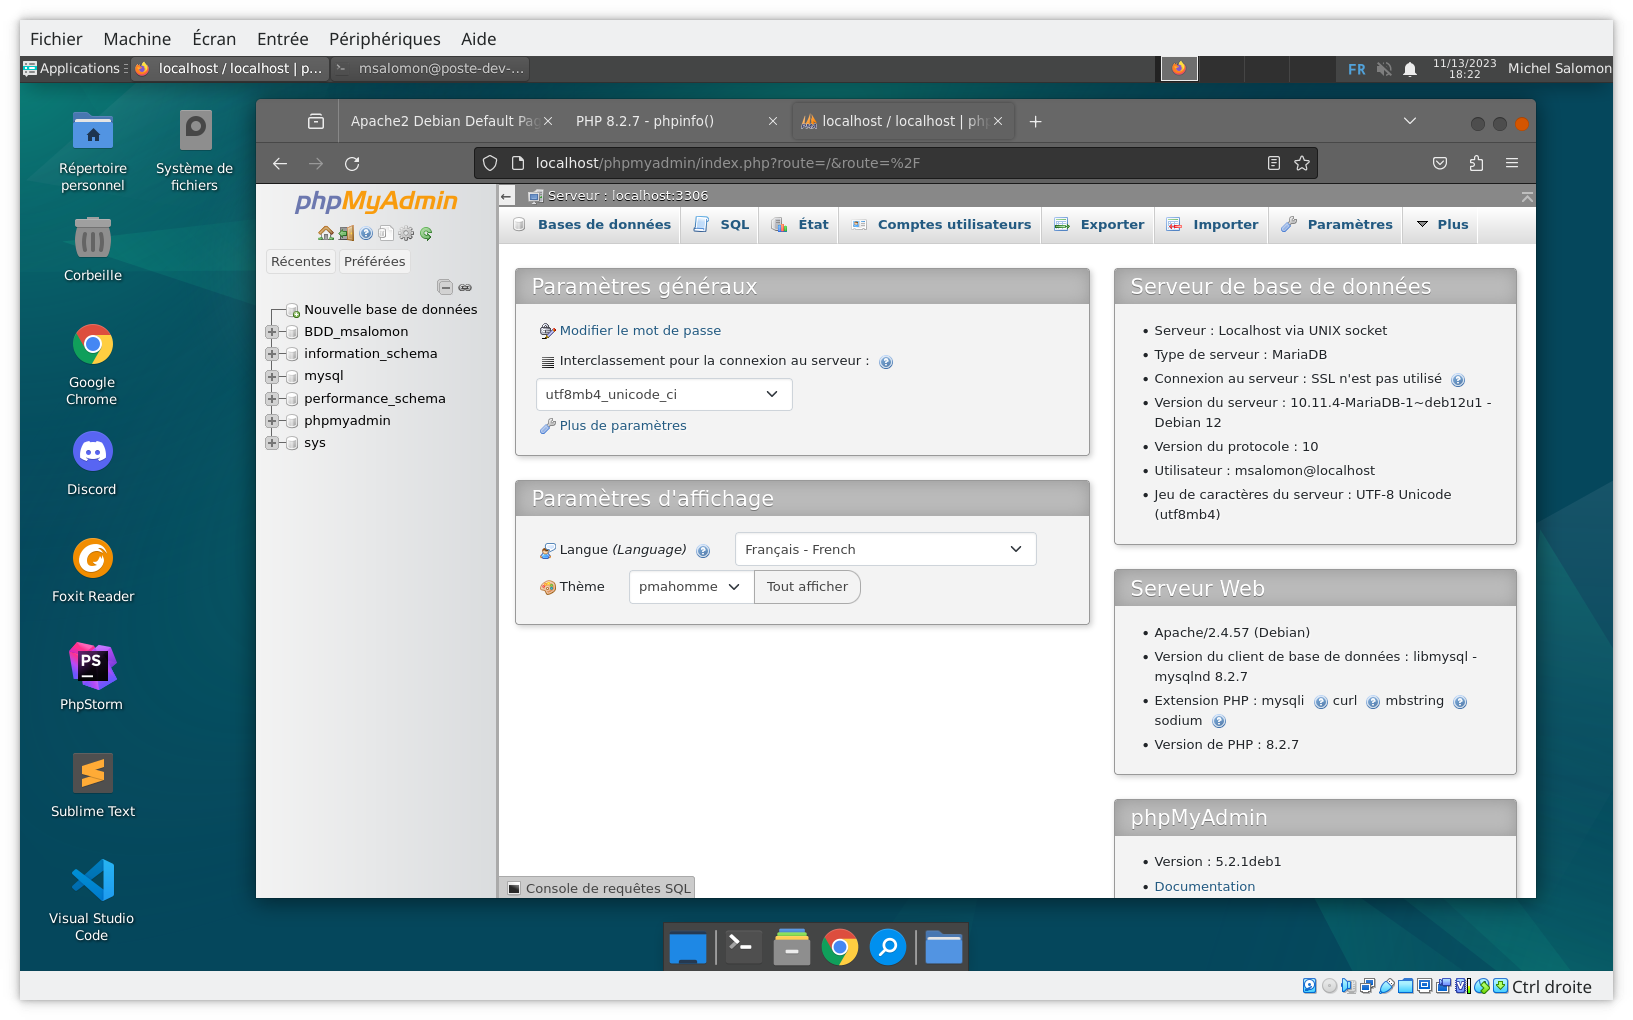 Fichier Machine Écran Entrée Périphériques Aide
Applications localhost / localhost | p... msalomon@poste-dev-... FR 11/13/2023 Michel Salomon
18:22
Répertoire personnel
Système de fichiers
Corbeille
Google Chrome
Discord
Foxit Reader
PhpStorm
Sublime Text
Visual Studio Code
Apache2 Debian Default Pag PHP 8.2.7 - phpinfo() localhost / localhost | php
localhost/phpmyadmin/index.php?route=/&route=%2F
phpMyAdmin
Récentes Préférées
Nouvelle base de données
BDD_msalomon
information_schema
mysql
performance_schema
phpmyadmin
sys
Serveur : localhost:3306
Bases de données SQL État Comptes utilisateurs Exporter Importer Paramètres Plus
Paramètres généraux
Modifier le mot de passe
Interclassement pour la connexion au serveur :
utf8mb4_unicode_ci
Plus de paramètres
Paramètres d'affichage
Langue (Language) Français - French
Thème pmahomme Tout afficher
Serveur de base de données
• Serveur : Localhost via UNIX socket
• Type de serveur : MariaDB
• Connexion au serveur : SSL n'est pas utilisé
• Version du serveur : 10.11.4-MariaDB-1~deb12u1 -
Debian 12
• Version du protocole : 10
• Utilisateur : msalomon@localhost
• Jeu de caractères du serveur : UTF-8 Unicode
(utf8mb4)
Serveur Web
• Apache/2.4.57 (Debian)
• Version du client de base de données : libmysql -
mysqlnd 8.2.7
• Extension PHP : mysqli curl mbstring
sodium
• Version de PHP : 8.2.7
phpMyAdmin
• Version : 5.2.1deb1
• Documentation
Console de requêtes SQL
Ctrl droite